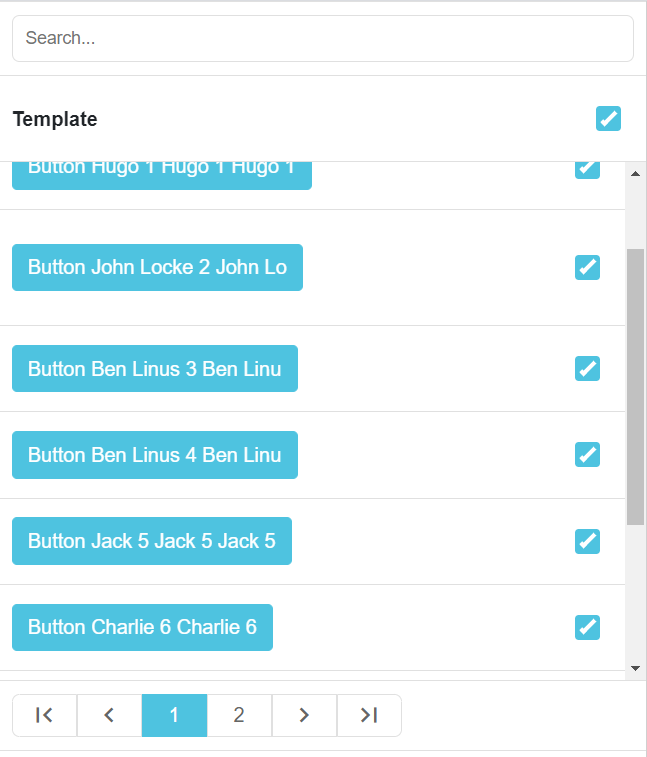 Search...
Template
Button Hugo 1 Hugo 1 Hugo 1
Button John Locke 2 John Lo
Button Ben Linus 3 Ben Linu
Button Ben Linus 4 Ben Linu
Button Jack 5 Jack 5 Jack 5
Button Charlie 6 Charlie 6
1 2